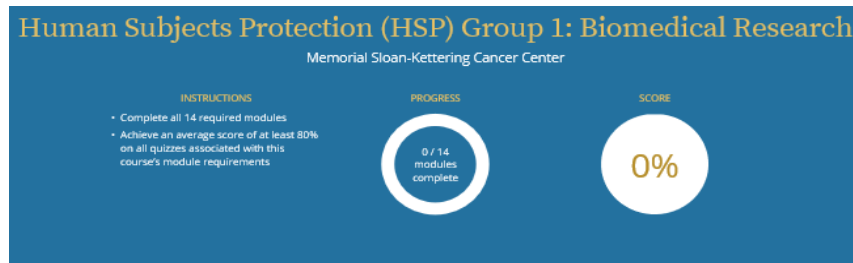 Human Subjects Protection (HSP) Group 1: Biomedical Research
Memorial Sloan-Kettering Cancer Center
INSTRUCTIONS
• Complete all 14 required modules
• Achieve an average score of at least 80%
on all quizzes associated with this
course's module requirements
PROGRESS
0 / 14
modules
complete
SCORE
0%